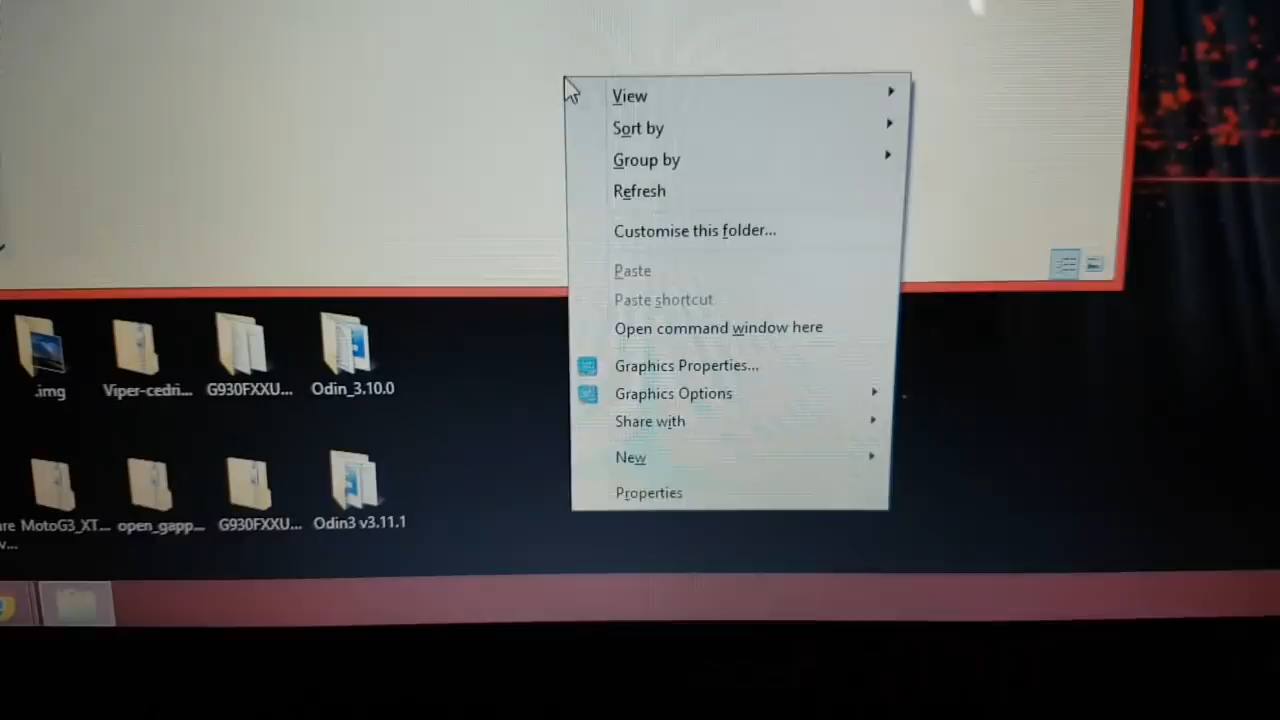 View
Sort by
Group by
Refresh
Customise this folder...
Paste
Paste shortcut
Open command window here
Graphics Properties...
Graphics Options
Share with
New
Properties
.img
Viper-cedri...
G930FXXU...
Odin_3.10.0
MotoG3_XT...
open_gapp...
G930FXXU...
Odin3 v3.11.1